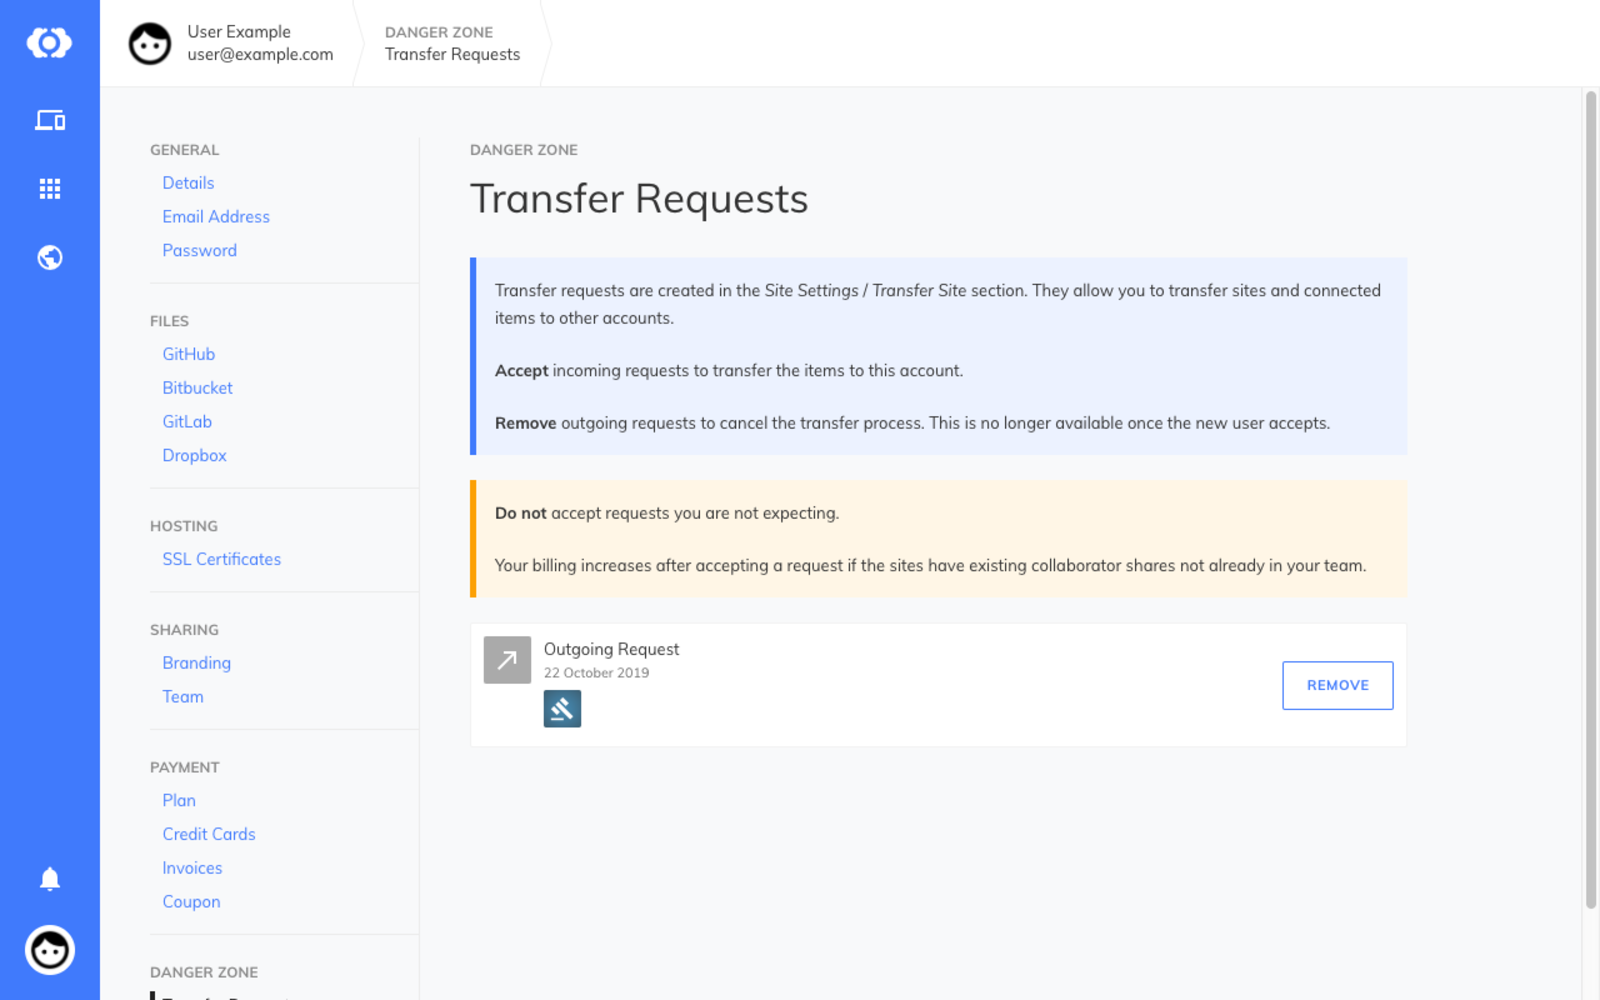 User Example
user@example.com
DANGER ZONE
Transfer Requests
GENERAL
Details
Email Address
Password
FILES
GitHub
Bitbucket
GitLab
Dropbox
HOSTING
SSL Certificates
SHARING
Branding
Team
PAYMENT
Plan
Credit Cards
Invoices
Coupon
DANGER ZONE
DANGER ZONE
Transfer Requests
Transfer requests are created in the Site Settings / Transfer Site section. They allow you to transfer sites and connected
items to other accounts.
Accept incoming requests to transfer the items to this account.
Remove outgoing requests to cancel the transfer process. This is no longer available once the new user accepts.
Do not accept requests you are not expecting.
Your billing increases after accepting a request if the sites have existing collaborator shares not already in your team.
Outgoing Request
22 October 2019
REMOVE